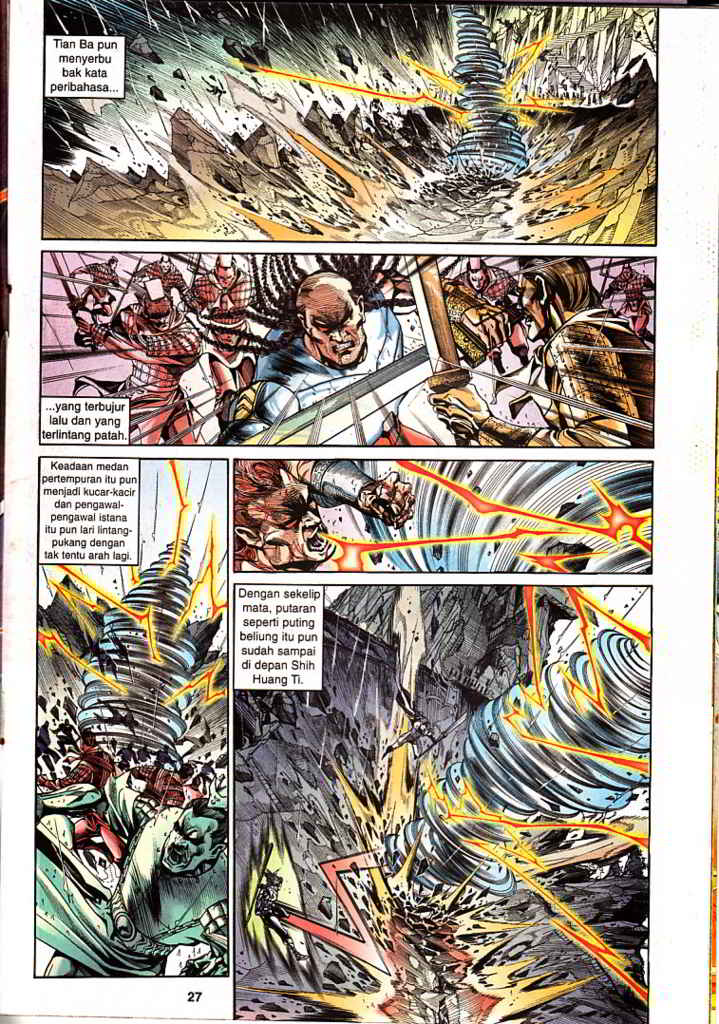 Tian Ba pun
menyerbu
bak kata
peribahasa...
...yang terbujur
lalu dan yang
terlintang patah.
Keadaan medan
pertempuran itu pun
menjadi kucar-kacir
dan pengawal-
pengawal istana
itu pun lari lintang-
pukang dengan
tak tentu arah lagi.
Dengan sekelip
mata, putaran
seperti puting
beliung itu pun
sudah sampai
di depan Shih
Huang Ti.
27